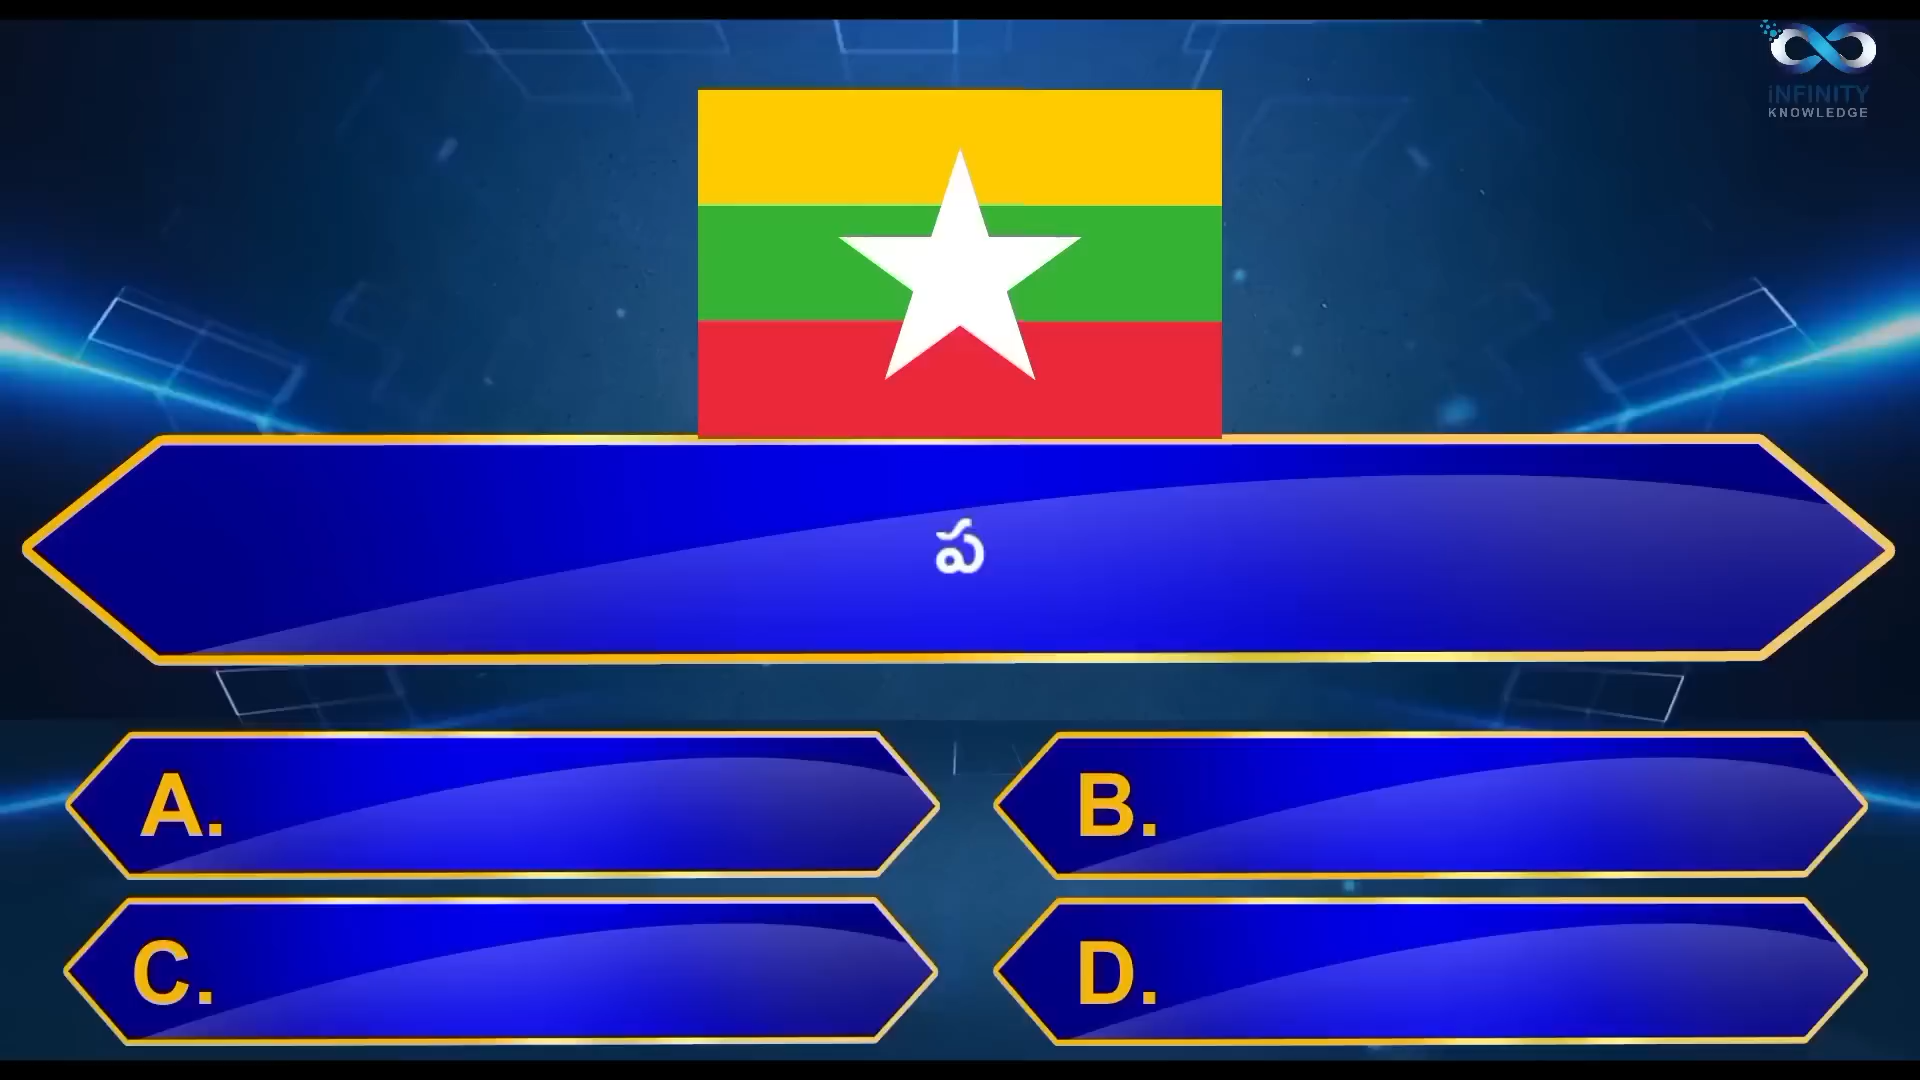 iNFINITY
KNOWLEDGE
ప
A.
B.
C.
D.